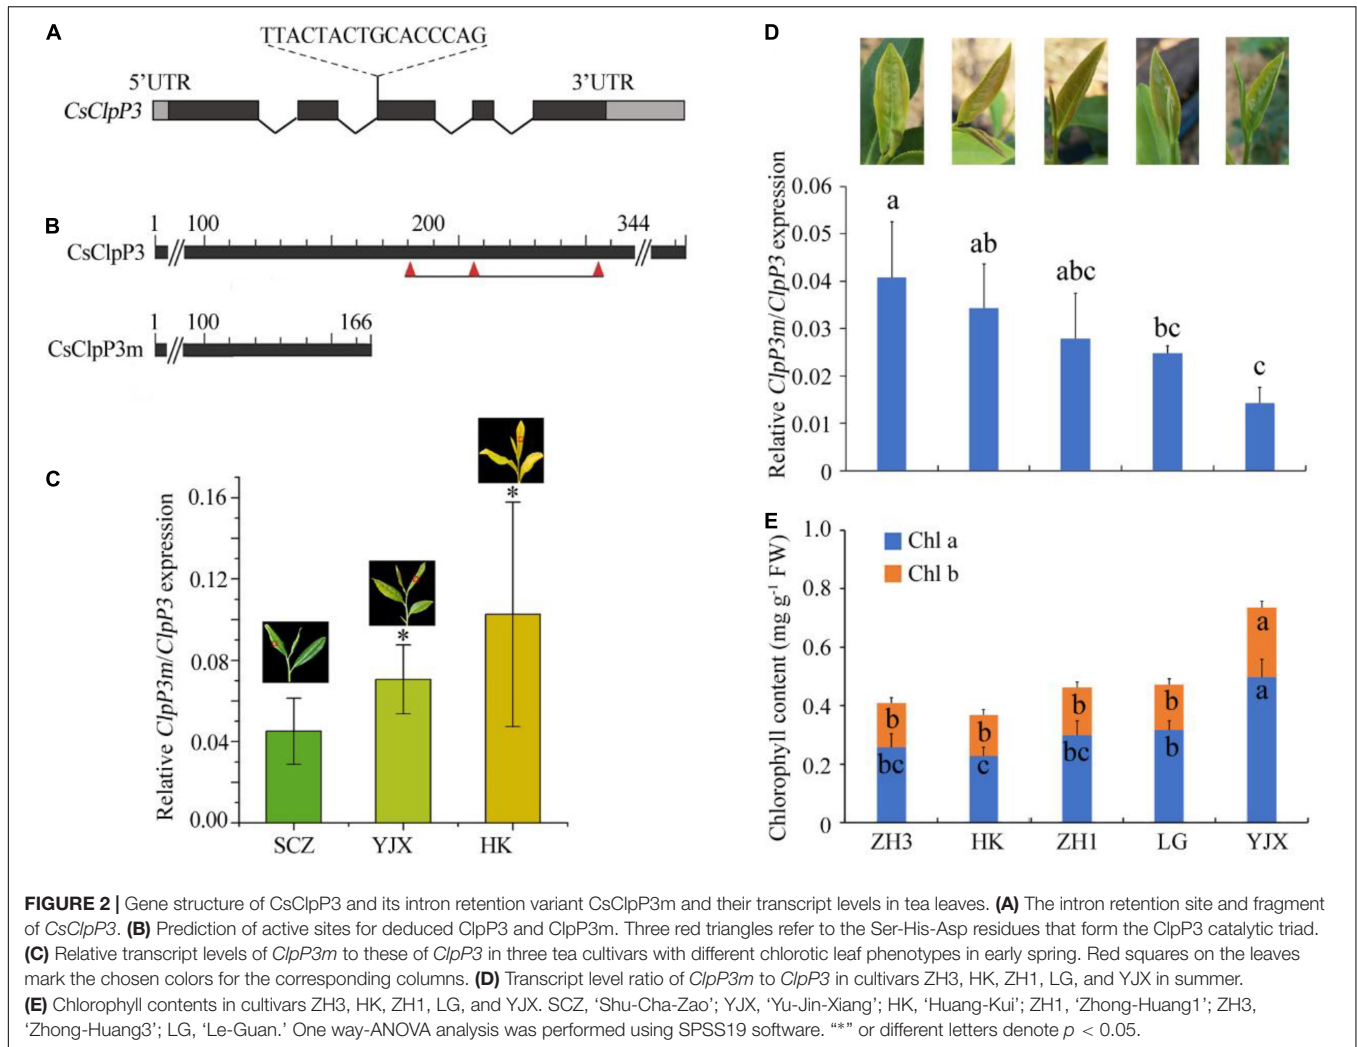 A
TTACTACTGCACCCAG
5’UTR
3’UTR
CsClpP3
B
1 100 200 344
CsClpP3
1 100 166
CsClpP3m
C
Relative ClpP3m/ClpP3 expression
0.16
0.12
0.08
0.04
0.00
*
*
SCZ YJX HK
D
Relative ClpP3m/ClpP3 expression
0.06
0.05
0.04
0.03
0.02
0.01
0
a
ab
abc
bc
c
E
Chlorophyll content (mg g-1 FW)
1.0
0.8
0.6
0.4
0.2
0
Chl a
Chl b
b
bc
b
c
b
bc
b
b
a
a
ZH3 HK ZH1 LG YJX
FIGURE 2 | Gene structure of CsClpP3 and its intron retention variant CsClpP3m and their transcript levels in tea leaves. (A) The intron retention site and fragment
of CsClpP3. (B) Prediction of active sites for deduced ClpP3 and ClpP3m. Three red triangles refer to the Ser-His-Asp residues that form the ClpP3 catalytic triad.
(C) Relative transcript levels of ClpP3m to these of ClpP3 in three tea cultivars with different chlorotic leaf phenotypes in early spring. Red squares on the leaves
mark the chosen colors for the corresponding columns. (D) Transcript level ratio of ClpP3m to ClpP3 in cultivars ZH3, HK, ZH1, LG, and YJX in summer.
(E) Chlorophyll contents in cultivars ZH3, HK, ZH1, LG, and YJX. SCZ, ‘Shu-Cha-Zao’; YJX, ‘Yu-Jin-Xiang’; HK, ‘Huang-Kui’; ZH1, ‘Zhong-Huang1’; ZH3,
‘Zhong-Huang3’; LG, ‘Le-Guan.’ One way-ANOVA analysis was performed using SPSS19 software. “*” or different letters denote p < 0.05.